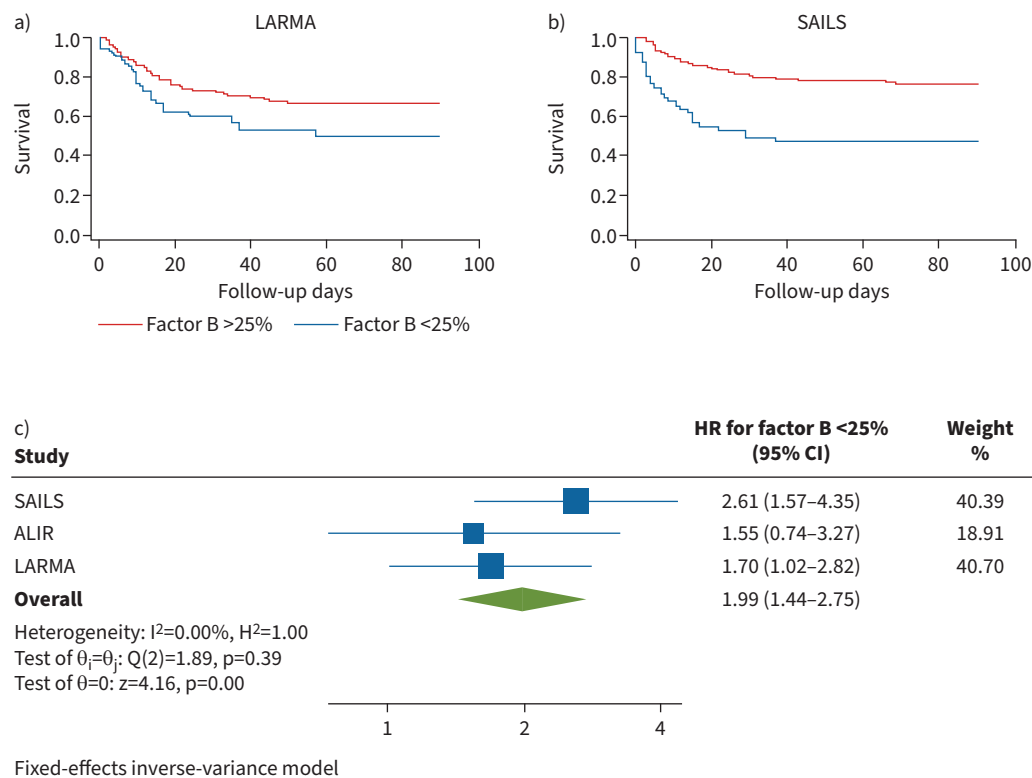 a) LARMA
1.0
0.8
0.6
0.4
0.2
0.0
Survival
0 20 40 60 80 100
Follow-up days
Factor B >25% Factor B <25%
b) SAILS
1.0
0.8
0.6
0.4
0.2
0.0
Survival
0 20 40 60 80 100
Follow-up days
c)
Study HR for factor B <25% (95% CI) Weight %
SAILS 2.61 (1.57–4.35) 40.39
ALIR 1.55 (0.74–3.27) 18.91
LARMA 1.70 (1.02–2.82) 40.70
Overall 1.99 (1.44–2.75)
Heterogeneity: I²=0.00%, H²=1.00
Test of θi=θj: Q(2)=1.89, p=0.39
Test of θ=0: z=4.16, p=0.00
1 2 4
Fixed-effects inverse-variance model